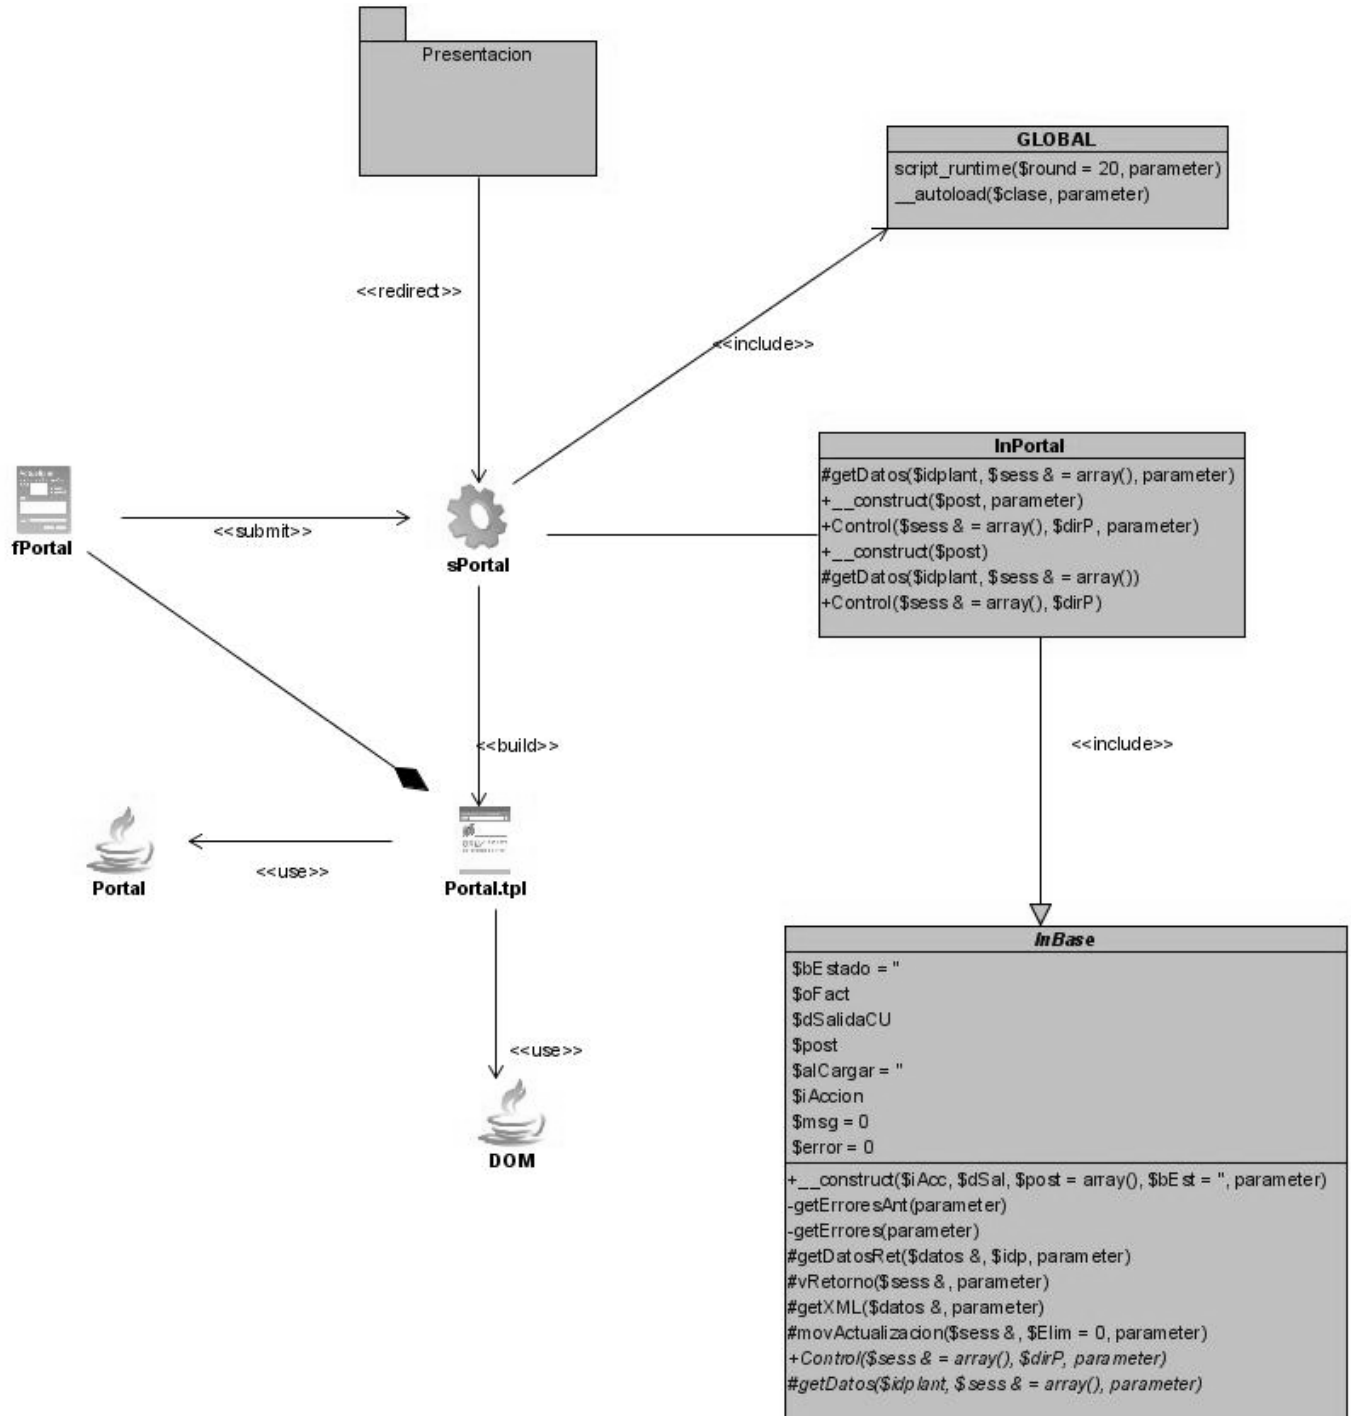 Presentacion
GLOBAL
script_runtime($round = 20, parameter)
__autoload($clase, parameter)
<<redirect>>
<<include>>
InPortal
#getDatos($idplant, $sess & = array(), parameter)
+__construct($post, parameter)
+Control($sess & = array(), $dirP, parameter)
+__construct($post)
#getDatos($idplant, $sess & = array())
+Control($sess & = array(), $dirP)
<<submit>>
fPortal
sPortal
<<build>>
<<include>>
<<use>>
Portal
Portal.tpl
InBase
$bEstado = ''
$oFact
$dSalidaCU
$post
$alCargar = ''
$iAccion
$msg = 0
$error = 0
<<use>>
DOM
+__construct($iAcc, $dSal, $post = array(), $bEst = '', parameter)
-getErroresAnt(parameter)
-getErrores(parameter)
#getDatosRet($datos &, $idp, parameter)
#vRetorno($sess &, parameter)
#getXML($datos &, parameter)
#movActualizacion($sess &, $Elim = 0, parameter)
+Control($sess & = array(), $dirP, parameter)
#getDatos($idplant, $sess & = array(), parameter)